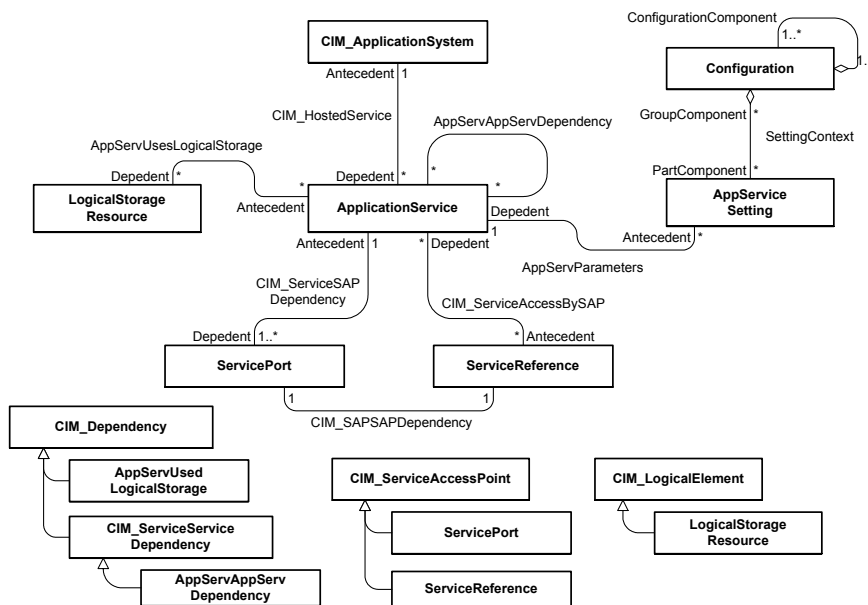 ConfigurationComponent
1..*
CIM_ApplicationSystem
Configuration
1..
Antecedent 1
GroupComponent *
CIM_HostedService
AppServAppServDependency
SettingContext
AppServUsesLogicalStorage
Depedent *
Depedent *
*
*
*
PartComponent *
LogicalStorage
Resource
Antecedent
ApplicationService
AppService
Setting
Depedent
1
Antecedent *
Antecedent 1
* Depedent
AppServParameters
CIM_ServiceSAP
Dependency
CIM_ServiceAccessBySAP
Depedent 1..*
* Antecedent
ServicePort
ServiceReference
1
1
CIM_SAPSAPDependency
CIM_Dependency
AppServUsed
LogicalStorage
CIM_ServiceService
Dependency
AppServAppServ
Dependency
CIM_ServiceAccessPoint
ServicePort
ServiceReference
CIM_LogicalElement
LogicalStorage
Resource